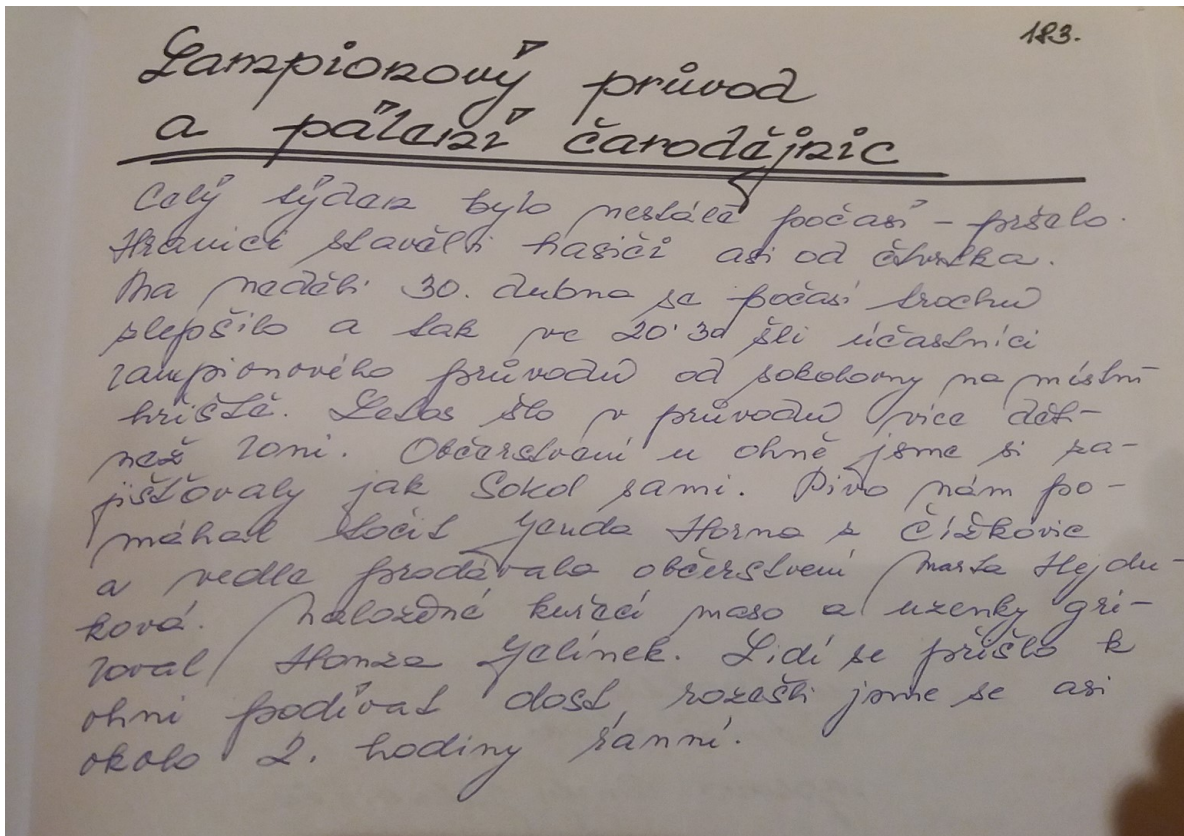 183.
Lampionový průvod
a pálení čarodějnic
Celý týden bylo nestálé počasí - pršelo.
Hranici stavěli hasiči asi od čtvrtka.
Na neděli 30. dubna se počasí trochu
zlepšilo a tak ve 20·30 šli účastníci
lampionového průvodu od sokolovny na místní
hriště. Letos šlo v průvodu více dětí
než loni. Občerstvení u ohně jsme si za-
jišťovaly jak Sokol sami. Pivo nám po-
máhal točit Jenda Horna z Čížkovic
a vedle prodávala občerstvení Marta Hejdu-
ková. Naložené kuřecí maso a uzenky gri-
loval Honza Jelínek. Lidí se přišlo k
ohni podívat dost, rozešli jsme se asi
okolo 2. hodiny ranní.